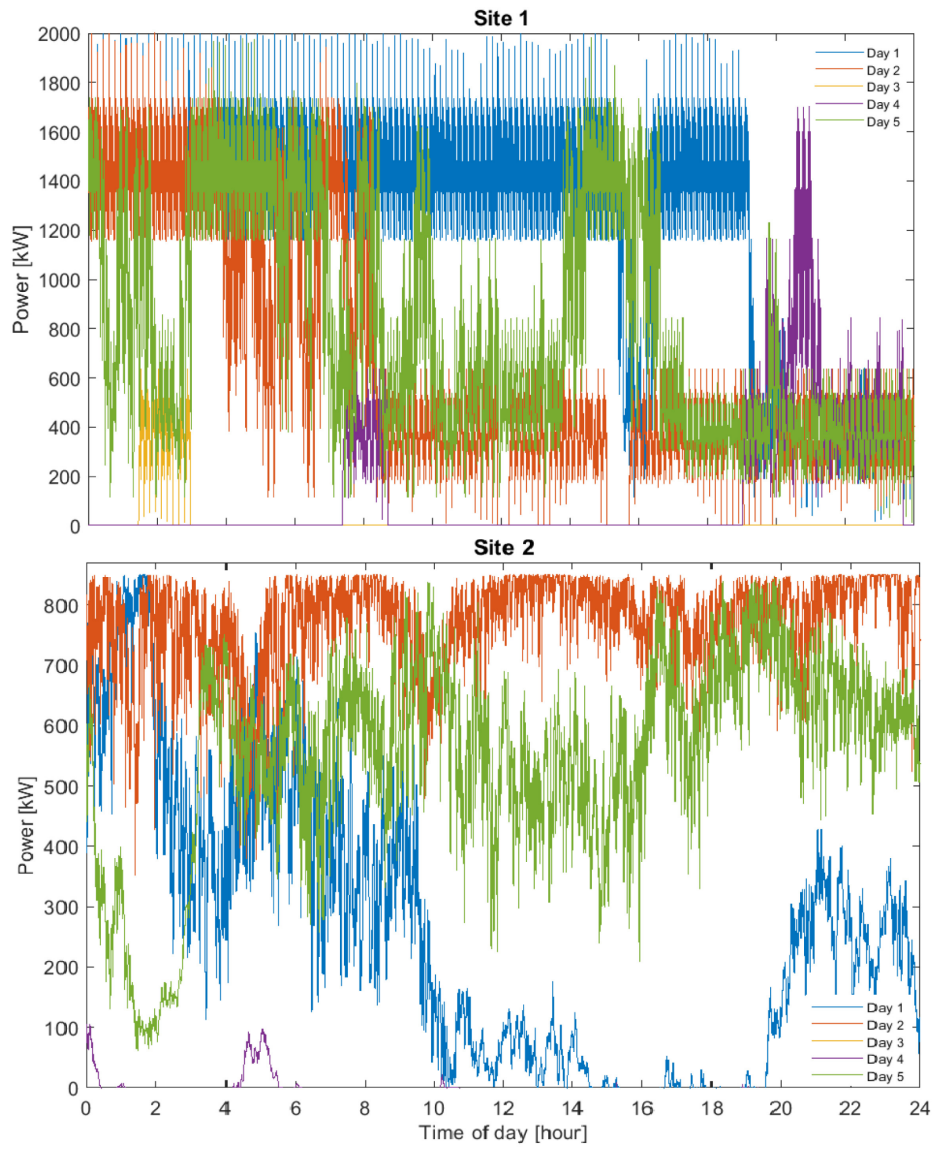 Site 1
2000
1800
1600
1400
1200
1000
800
600
400
200
0
Power [kW]
Day 1
Day 2
Day 3
Day 4
Day 5
Site 2
800
700
600
500
400
300
200
100
0
Power [kW]
Day 1
Day 2
Day 3
Day 4
Day 5
0 2 4 6 8 10 12 14 16 18 20 22 24
Time of day [hour]